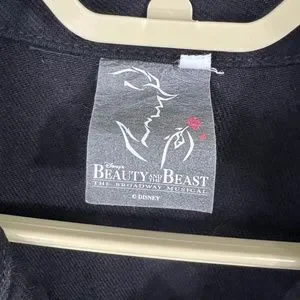 Disney's
BEAUTY AND THE BEAST
THE BROADWAY MUSICAL
© DISNEY